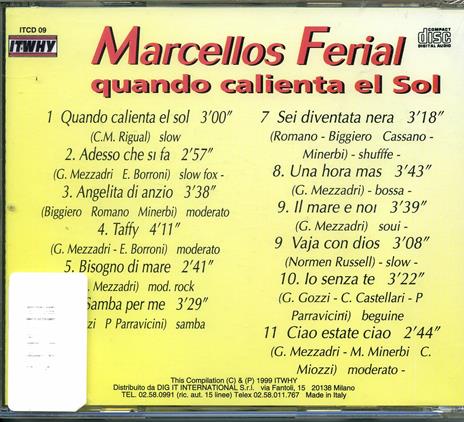 ITCD 09
ITWHY
Marcellos Ferial
COMPACT
disc
DIGITAL AUDIO
quando calienta el Sol
1 Quando calienta el sol 3'00"
(C.M. Rigual) slow
2. Adesso che si fa 2'57"
(G. Mezzadri E. Borroni) slow fox -
3. Angelita di anzio 3'38"
(Biggiero Romano Minerbi) moderato
4. Taffy 4'11"
(G. Mezzadri - E. Borroni) moderato
5. Bisogno di mare 2'41"
Mezzadri) mod. rock
Samba per me 3'29"
P Parravicini) samba
7 Sei diventata nera 3'18"
(Romano - Biggiero Cassano -
Minerbi) - shufffe -
8. Una hora mas 3'43"
(G. Mezzadri) - bossa -
9. Il mare e noi 3'39"
(G. Mezzadri) soui -
9 Vaja con dios 3'08"
(Normen Russell) - slow -
10. Io senza te 3'22"
(G. Gozzi - C. Castellari - P
Parravicini) beguine
11 Ciao estate ciao 2'44"
(G. Mezzadri - M. Minerbi C.
Miozzi) moderato -
This Compilation (C) & (P) 1999 ITWHY
Distribuito da DIG IT INTERNATIONAL S.r.l. via Fantoli, 15 20138 Milano
TEL. 02.58.0991 (ric. aut. 15 linee) Telex Fax 02.58.011.767 Made in Italy